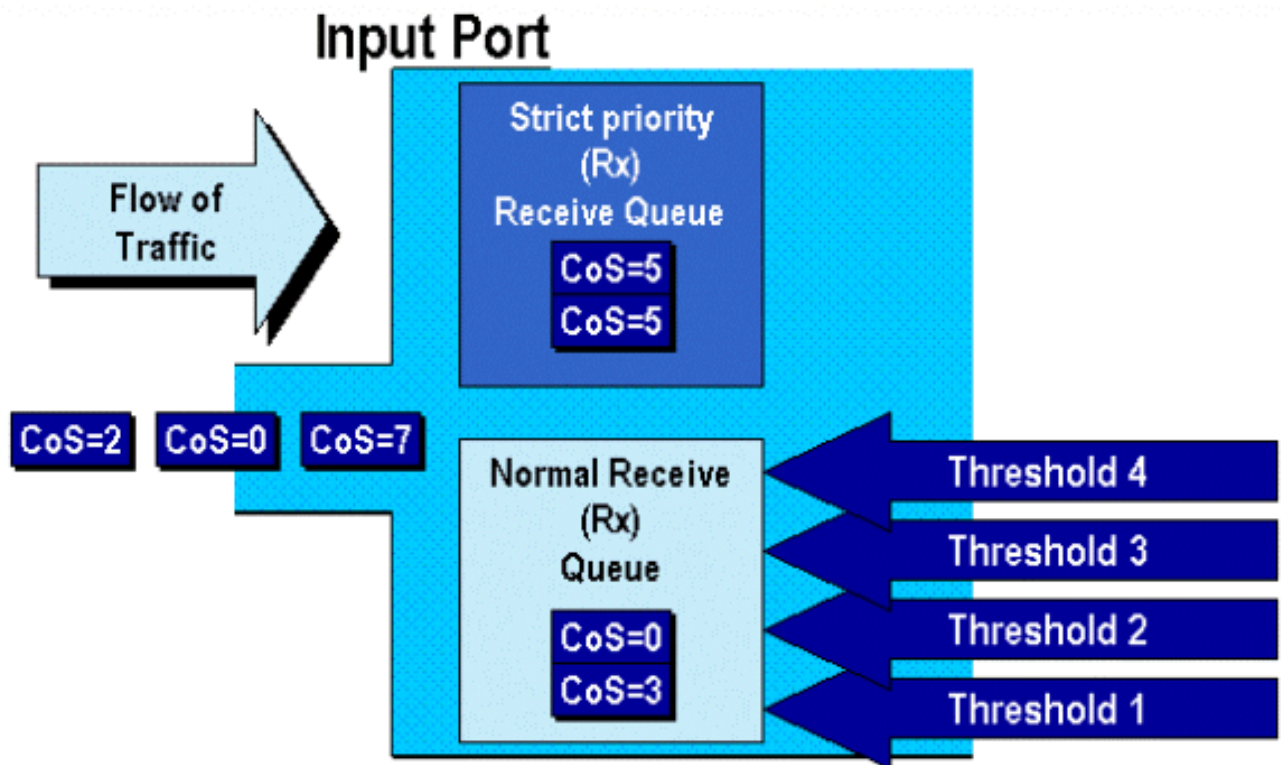 Input Port
Flow of
Traffic
Strict priority
(Rx)
Receive Queue
CoS=5
CoS=5
CoS=2
CoS=0
CoS=7
Normal Receive
(Rx)
Queue
CoS=0
CoS=3
Threshold 4
Threshold 3
Threshold 2
Threshold 1